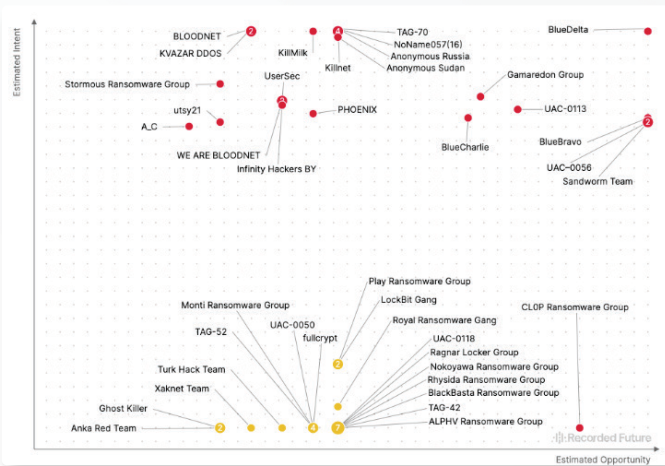 Estimated Intent
BLOODNET
2
KVAZAR DDOS
KillMilk
4
TAG-70
NoName057(16)
Anonymous Russia
Anonymous Sudan
Killnet
BlueDelta
Stormous Ransomware Group
UserSec
Gamaredon Group
utsy21
A_C
PHOENIX
UAC-0113
WE ARE BLOODNET
Infinity Hackers BY
BlueCharlie
2
BlueBravo
UAC-0056
Sandworm Team
Play Ransomware Group
LockBit Gang
Monti Ransomware Group
Royal Ransomware Gang
CL0P Ransomware Group
UAC-0050
TAG-52
fullcrypt
UAC-0118
Ragnar Locker Group
2
Nokoyawa Ransomware Group
Turk Hack Team
Rhysida Ransomware Group
Xaknet Team
BlackBasta Ransomware Group
Ghost Killer
TAG-42
Anka Red Team
2
4
7
ALPHV Ransomware Group
Recorded Future
Estimated Opportunity